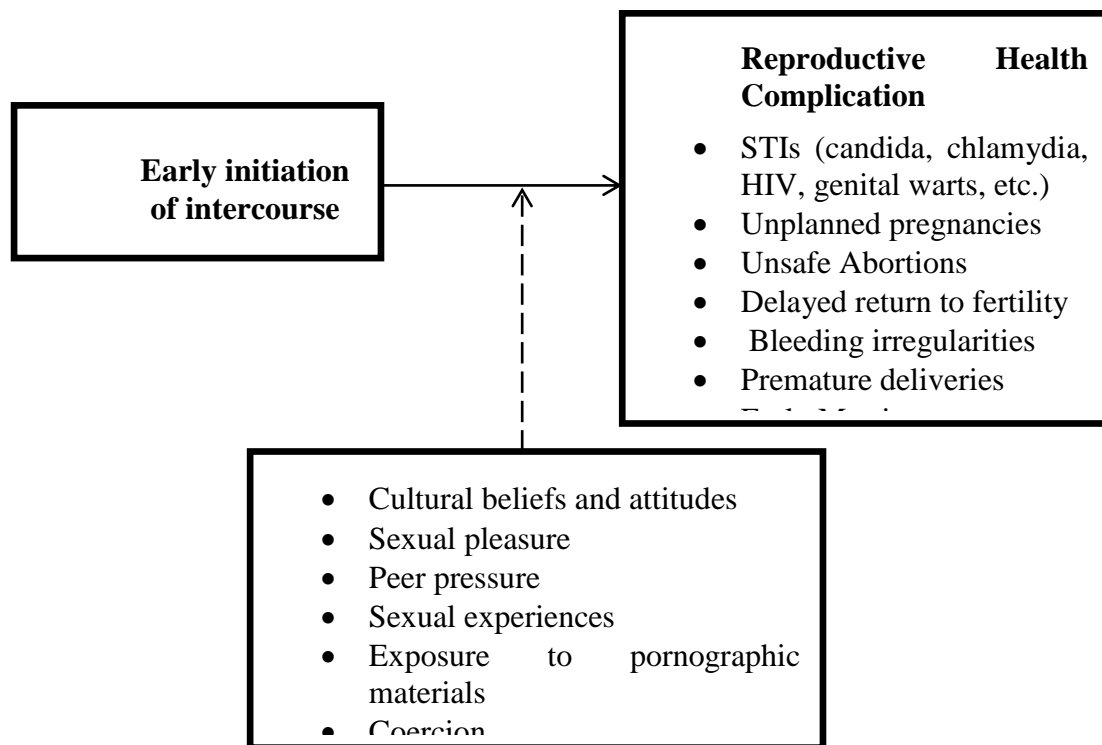 Reproductive Health
Complication
• STIs (candida, chlamydia,
HIV, genital warts, etc.)
• Unplanned pregnancies
• Unsafe Abortions
• Delayed return to fertility
• Bleeding irregularities
• Premature deliveries
Early initiation
of intercourse
• Cultural beliefs and attitudes
• Sexual pleasure
• Peer pressure
• Sexual experiences
• Exposure to pornographic
materials
• Coercion